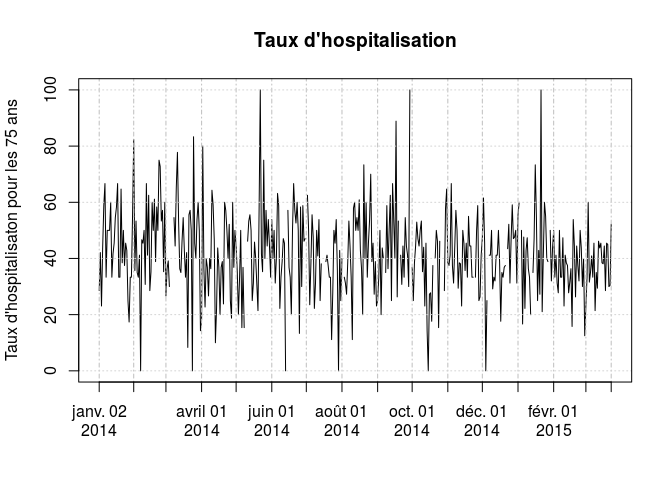 Taux d'hospitalisation
Taux d'hospitalisaton pour les 75 ans
100
80
60
40
20
0
janv. 02
2014
avril 01
2014
juin 01
2014
août 01
2014
oct. 01
2014
déc. 01
2014
févr. 01
2015